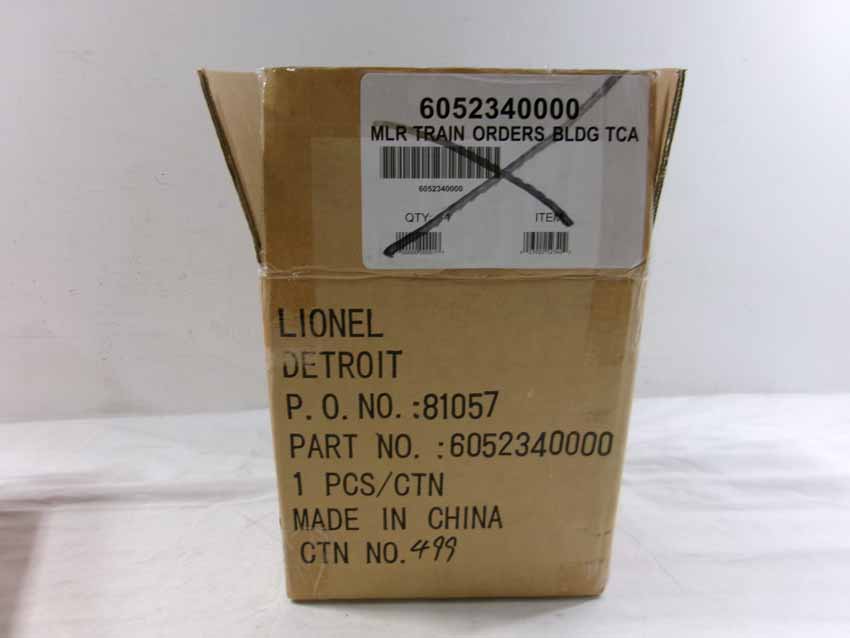 6052340000
MLR TRAIN ORDERS BLDG TCA
6052340000
QTY: 1 ITEM:
LIONEL
DETROIT
P.O.NO.:81057
PART NO.:6052340000
1 PCS/CTN
MADE IN CHINA
CTN NO. 499